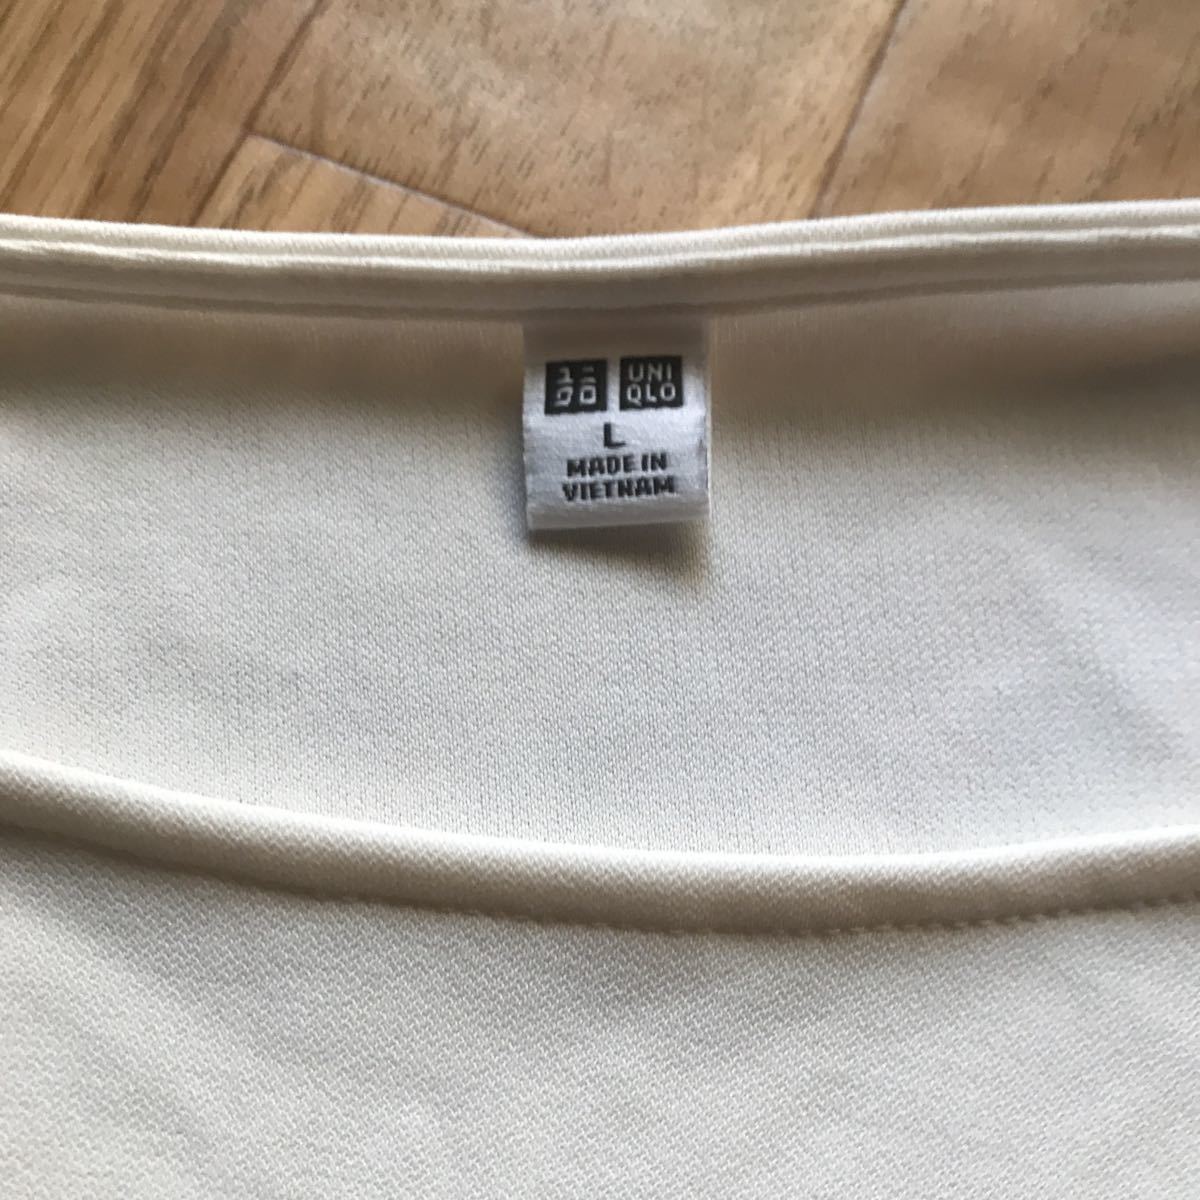 ユニ UNI
クロ QLO
L
MADE IN
VIETNAM